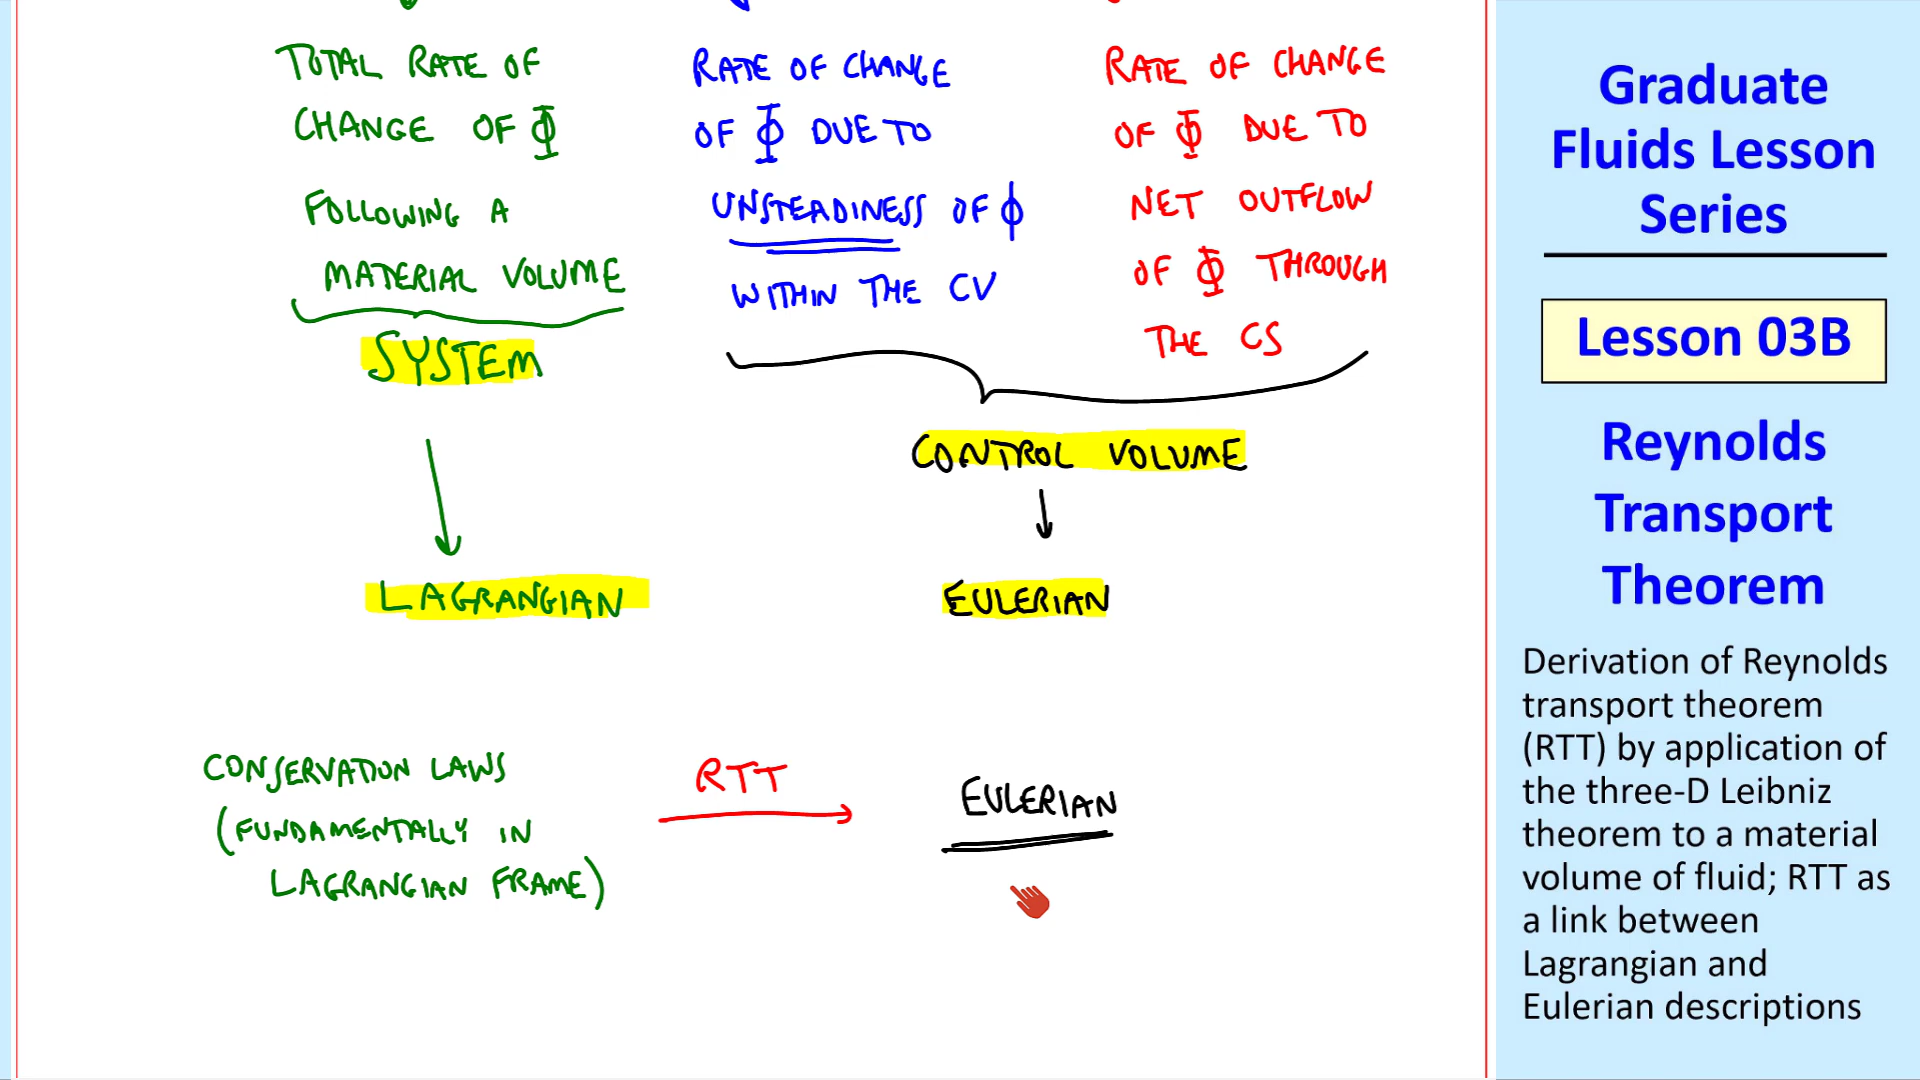 TOTAL RATE OF
CHANGE OF Φ
FOLLOWING A
MATERIAL VOLUME
SYSTEM
LAGRANGIAN
RATE OF CHANGE
OF Φ DUE TO
UNSTEADINESS OF ϕ
WITHIN THE CV
RATE OF CHANGE
OF Φ DUE TO
NET OUTFLOW
OF Φ THROUGH
THE CS
CONTROL VOLUME
EULERIAN
CONSERVATION LAWS
(FUNDAMENTALLY IN
LAGRANGIAN FRAME)
RTT
EULERIAN
Graduate
Fluids Lesson
Series
Lesson 03B
Reynolds
Transport
Theorem
Derivation of Reynolds
transport theorem
(RTT) by application of
the three-D Leibniz
theorem to a material
volume of fluid; RTT as
a link between
Lagrangian and
Eulerian descriptions